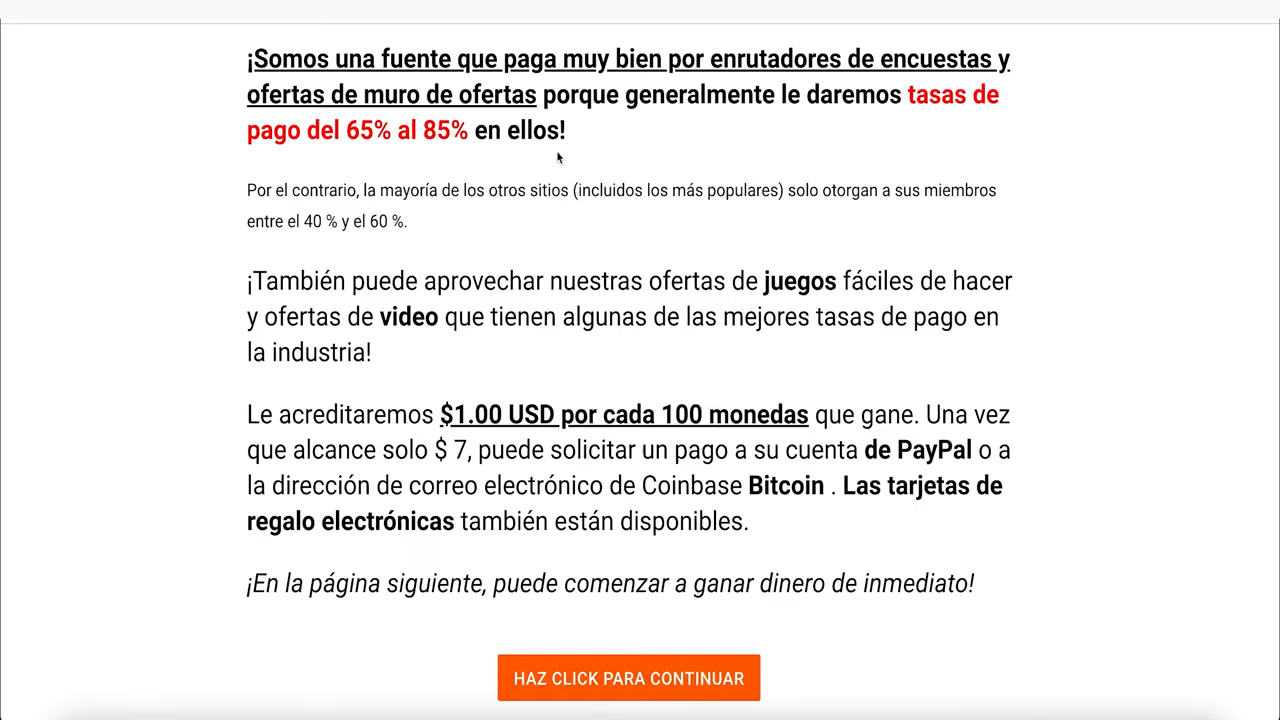 ¡Somos una fuente que paga muy bien por enrutadores de encuestas y
ofertas de muro de ofertas porque generalmente le daremos tasas de
pago del 65% al 85% en ellos!
Por el contrario, la mayoría de los otros sitios (incluidos los más populares) solo otorgan a sus miembros
entre el 40 % y el 60 %.
¡También puede aprovechar nuestras ofertas de juegos fáciles de hacer
y ofertas de video que tienen algunas de las mejores tasas de pago en
la industria!
Le acreditaremos $1.00 USD por cada 100 monedas que gane. Una vez
que alcance solo $ 7, puede solicitar un pago a su cuenta de PayPal o a
la dirección de correo electrónico de Coinbase Bitcoin . Las tarjetas de
regalo electrónicas también están disponibles.
¡En la página siguiente, puede comenzar a ganar dinero de inmediato!
HAZ CLICK PARA CONTINUAR